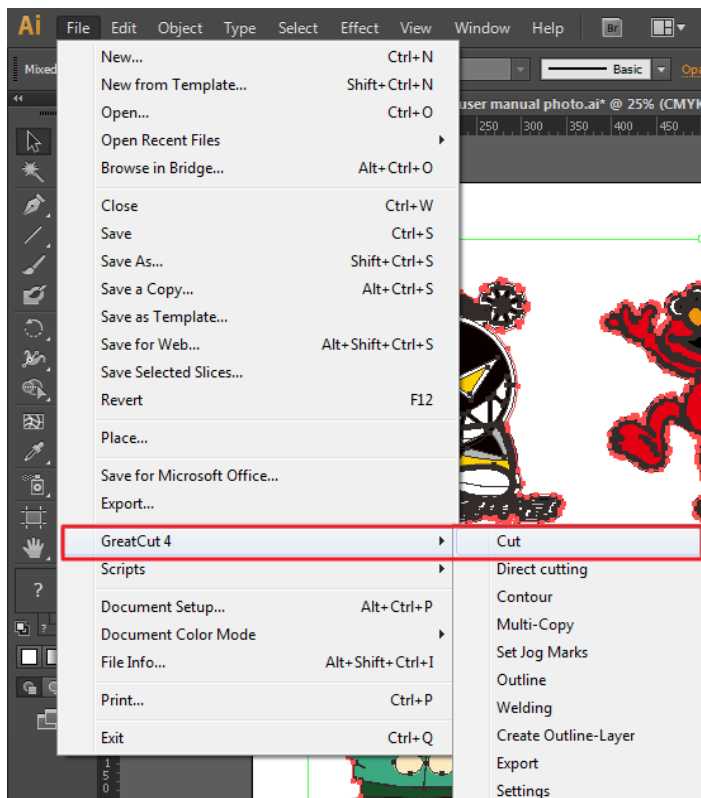 Ai File Edit Object Type Select Effect View Window Help Br
Mixed Basic Opa
user manual photo.ai* @ 25% (CMYK
250 300 350 400 450
New... Ctrl+N
New from Template... Shift+Ctrl+N
Open... Ctrl+O
Open Recent Files
Browse in Bridge... Alt+Ctrl+O
Close Ctrl+W
Save Ctrl+S
Save As... Shift+Ctrl+S
Save a Copy... Alt+Ctrl+S
Save as Template...
Save for Web... Alt+Shift+Ctrl+S
Save Selected Slices...
Revert F12
Place...
Save for Microsoft Office...
Export...
GreatCut 4
Scripts
Document Setup... Alt+Ctrl+P
Document Color Mode
File Info... Alt+Shift+Ctrl+I
Print... Ctrl+P
Exit Ctrl+Q
Cut
Direct cutting
Contour
Multi-Copy
Set Jog Marks
Outline
Welding
Create Outline-Layer
Export
Settings
?
?
1
5
0